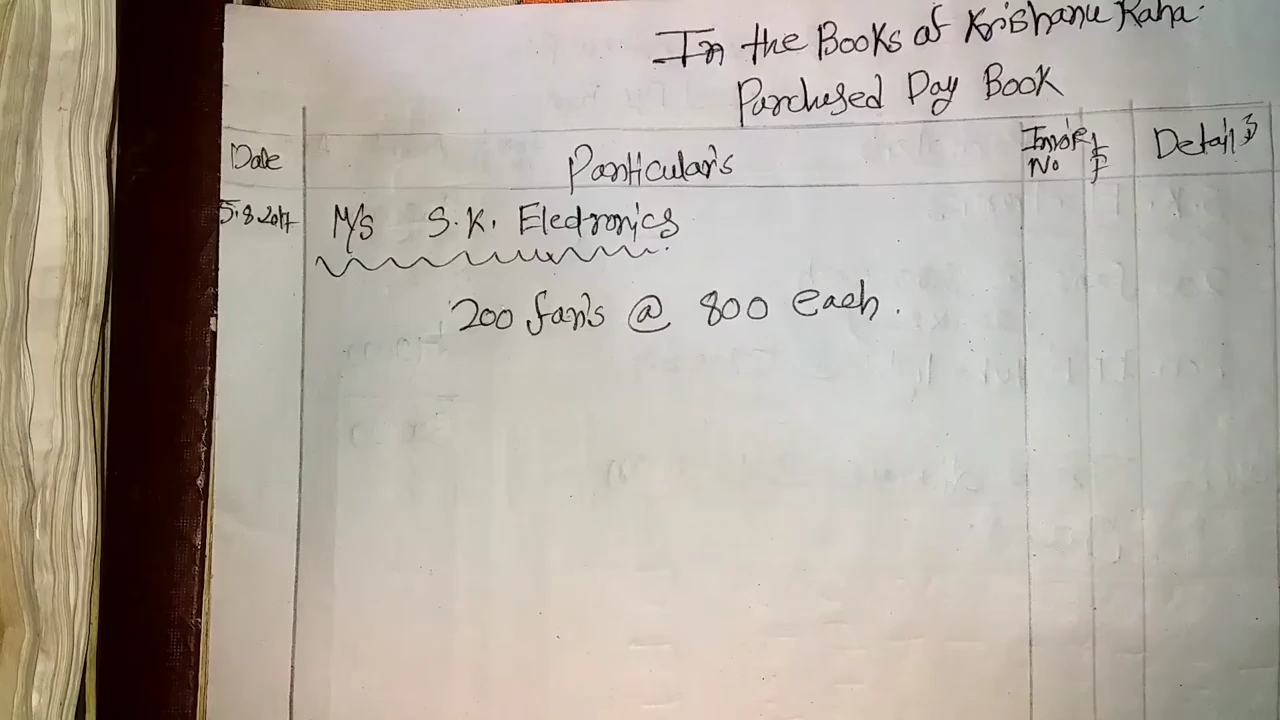 In the Books of Krishanu Raha.
Purchased Day Book
Date Particulars Invoice No L F Details
5.8.2017 M/s S.K. Electronics
200 fans @ 800 each.